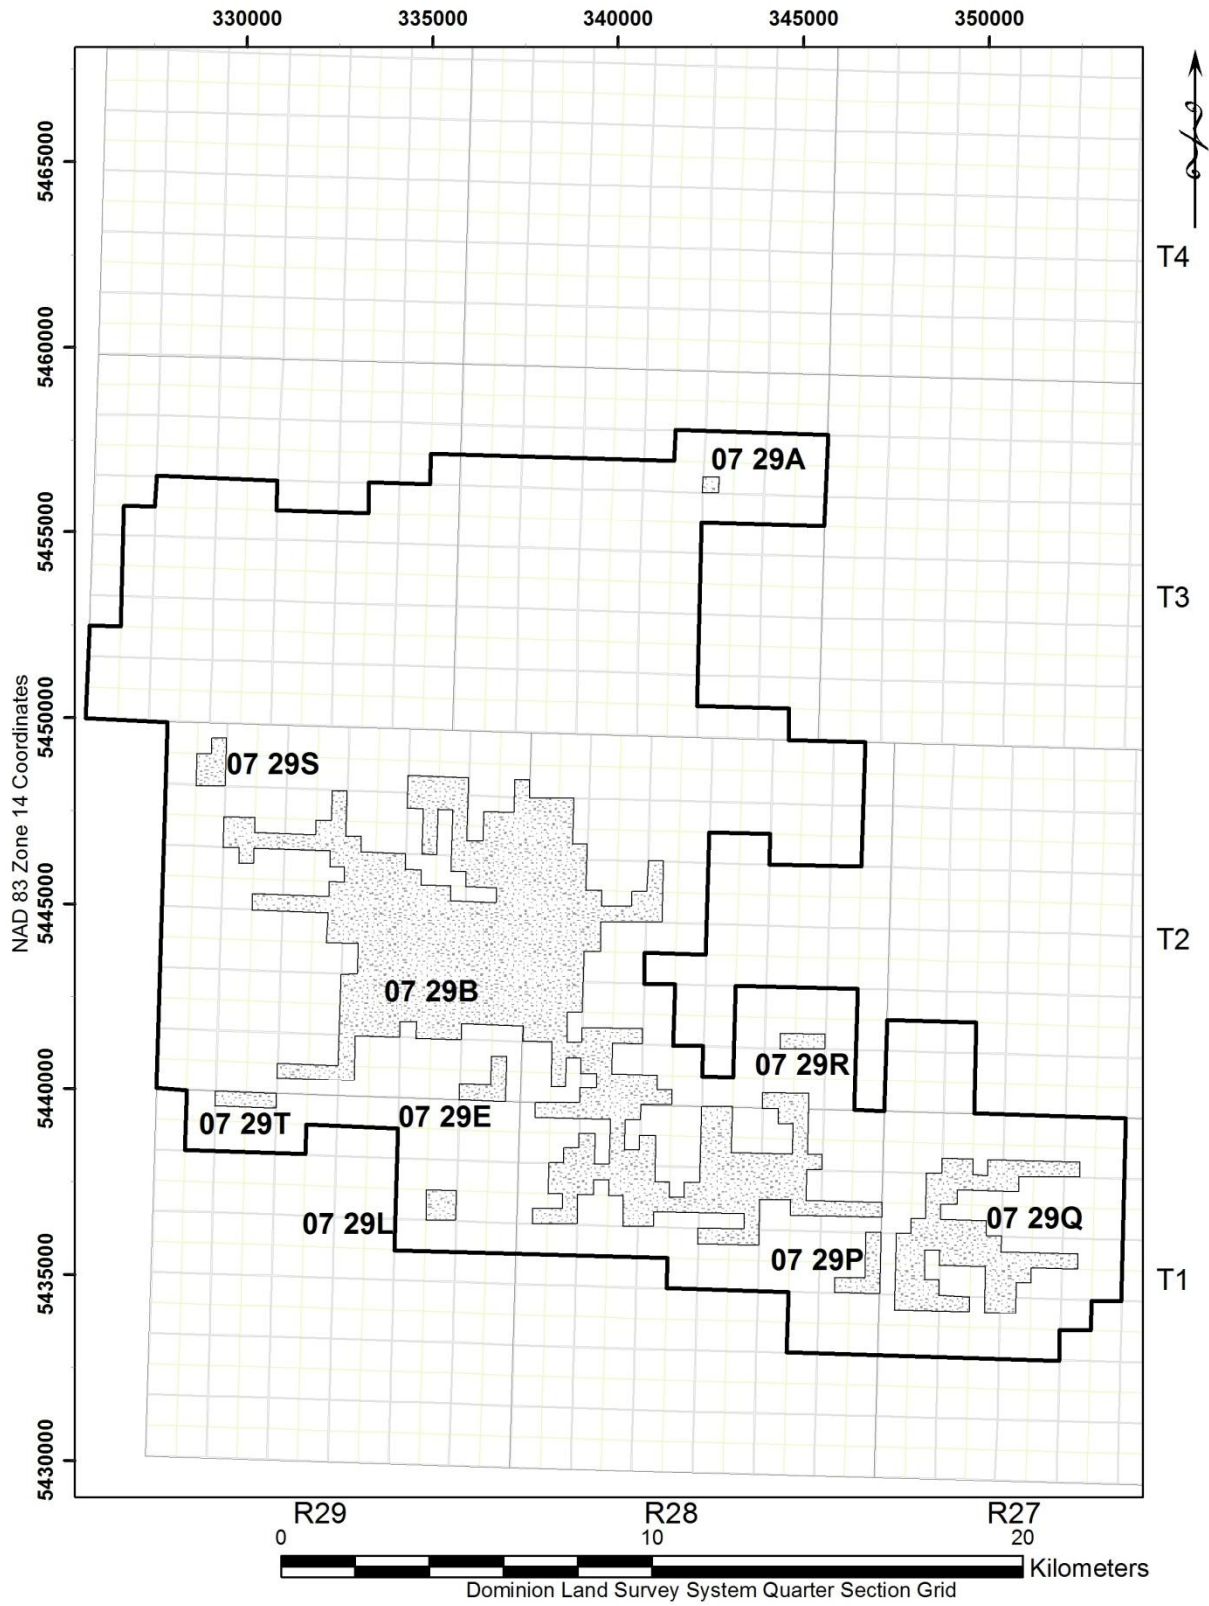 330000 335000 340000 345000 350000
5465000
T4
5460000
07 29A
5455000
T3
NAD 83 Zone 14 Coordinates
5450000
07 29S
5445000
T2
07 29B
07 29R
5440000
07 29T
07 29E
07 29L
07 29Q
07 29P
5435000
T1
5430000
R29 R28 R27
0 10 20
Kilometers
Dominion Land Survey System Quarter Section Grid